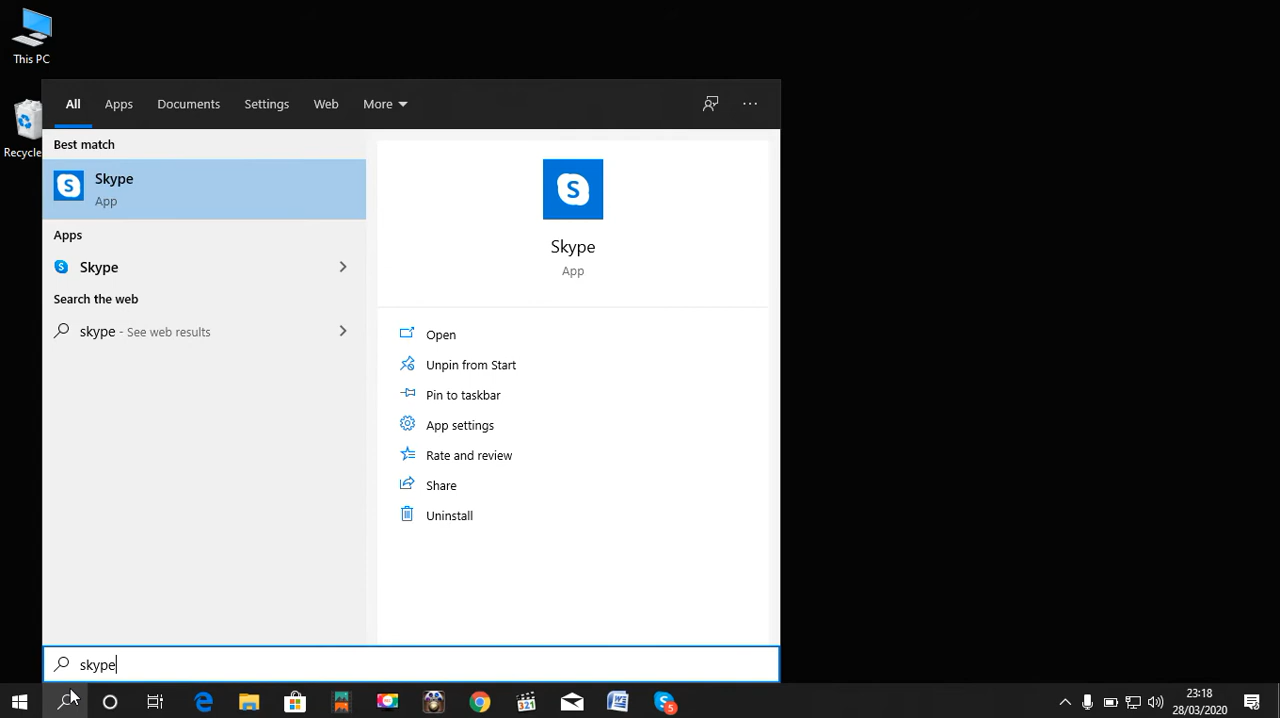 This PC
Recycle
All Apps Documents Settings Web More
Best match
Skype
App
Apps
Skype
Search the web
skype - See web results
Skype
App
Open
Unpin from Start
Pin to taskbar
App settings
Rate and review
Share
Uninstall
skype
321
S
23:18
28/03/2020